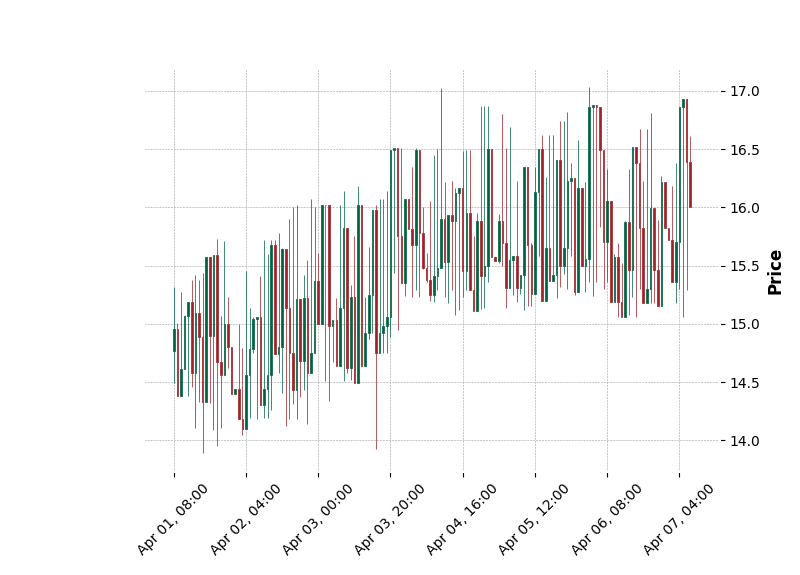 17.0
16.5
16.0
15.5
15.0
14.5
14.0
Price
Apr 01, 08:00
Apr 02, 04:00
Apr 03, 00:00
Apr 03, 20:00
Apr 04, 16:00
Apr 05, 12:00
Apr 06, 08:00
Apr 07, 04:00